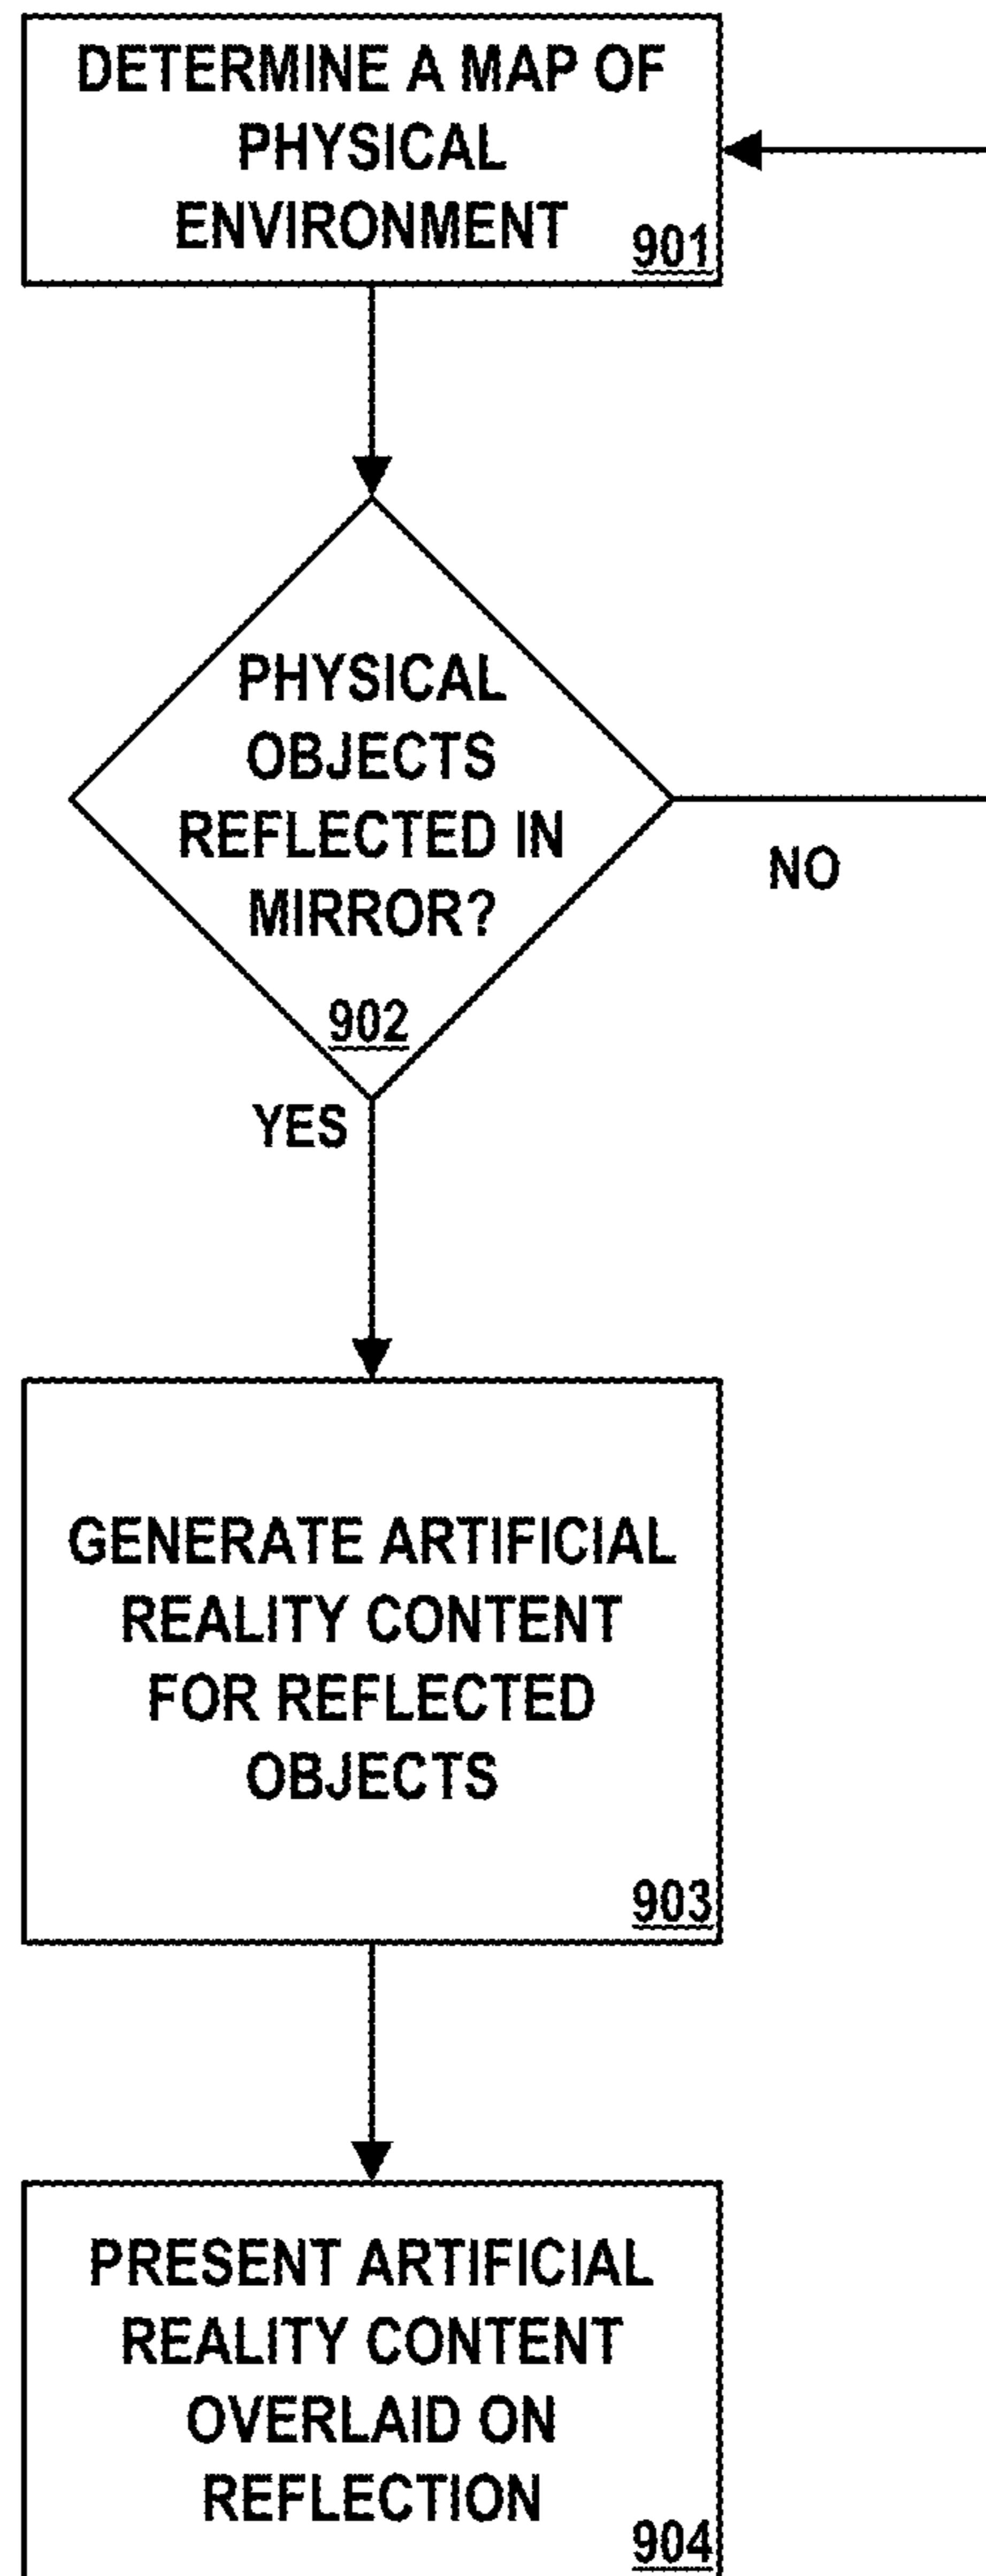 DETERMINE A MAP OF
PHYSICAL
ENVIRONMENT
901
PHYSICAL
OBJECTS
REFLECTED IN
MIRROR?
902
NO
YES
GENERATE ARTIFICIAL
REALITY CONTENT
FOR REFLECTED
OBJECTS
903
PRESENT ARTIFICIAL
REALITY CONTENT
OVERLAID ON
REFLECTION
904